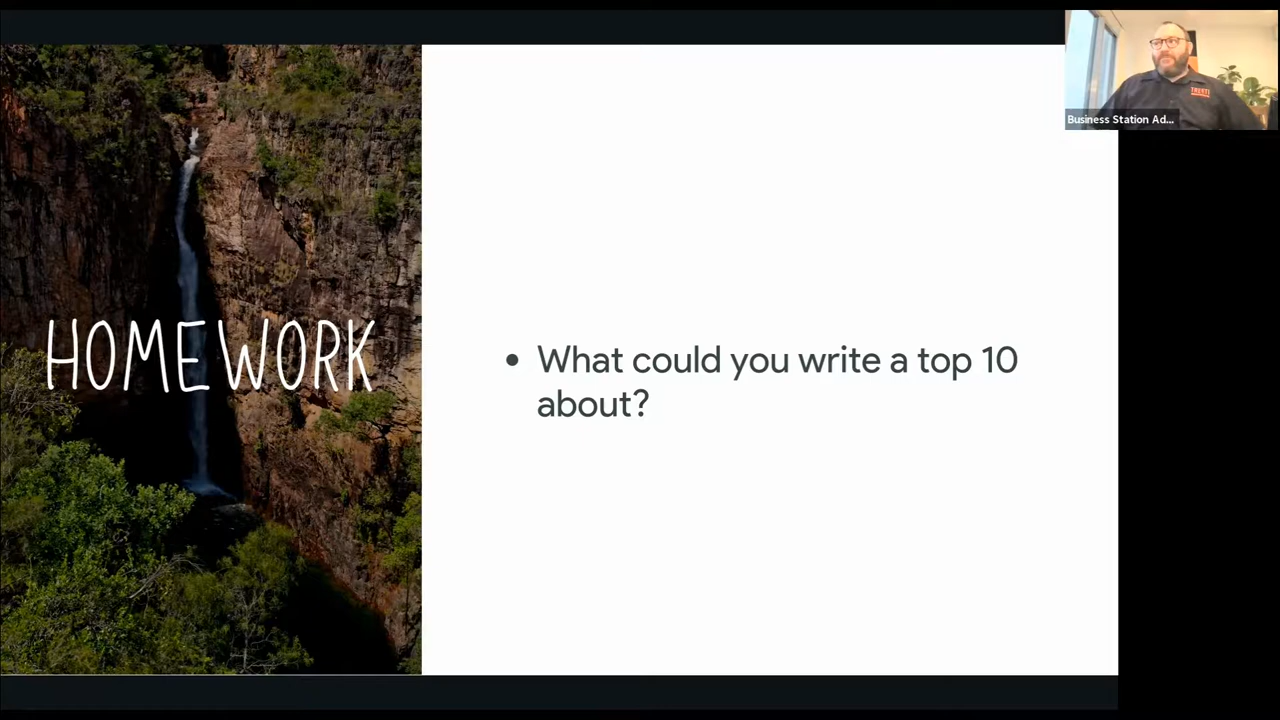 Business Station Ad...
HOMEWORK
• What could you write a top 10
about?